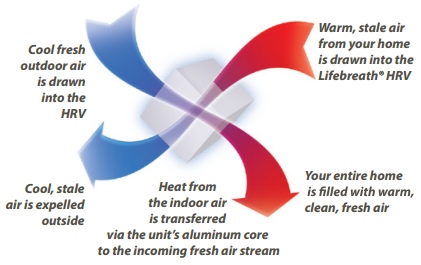 Cool fresh
outdoor air
is drawn
into the
HRV
Warm, stale air
from your home
is drawn into the
Lifebreath® HRV
Cool, stale
air is expelled
outside
Heat from
the indoor air
is transferred
via the unit's aluminum core
to the incoming fresh air stream
Your entire home
is filled with warm,
clean, fresh air